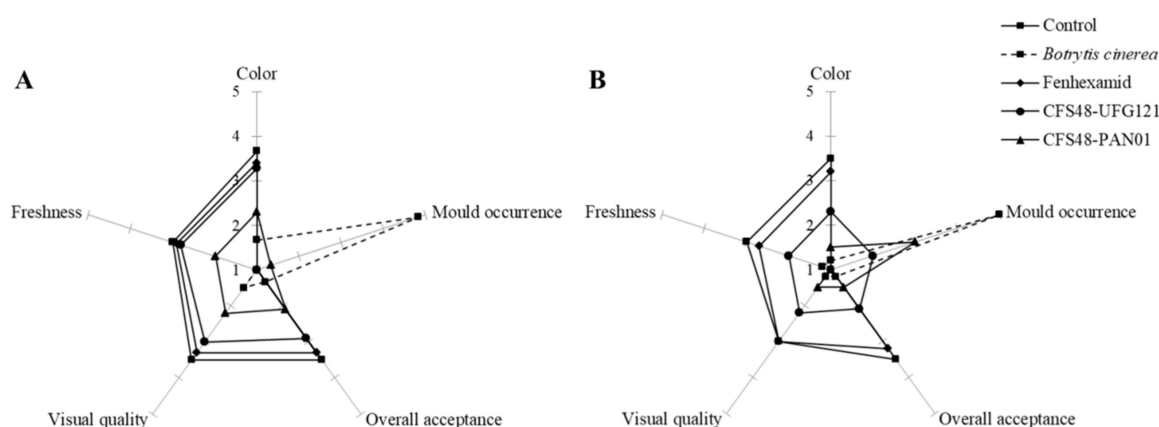 A
Color
5
4
3
2
1
Freshness
Mould occurrence
Visual quality
Overall acceptance
B
Color
5
4
3
2
1
Freshness
Mould occurrence
Visual quality
Overall acceptance
Control
Botrytis cinerea
Fenhexamid
CFS48-UFG121
CFS48-PAN01